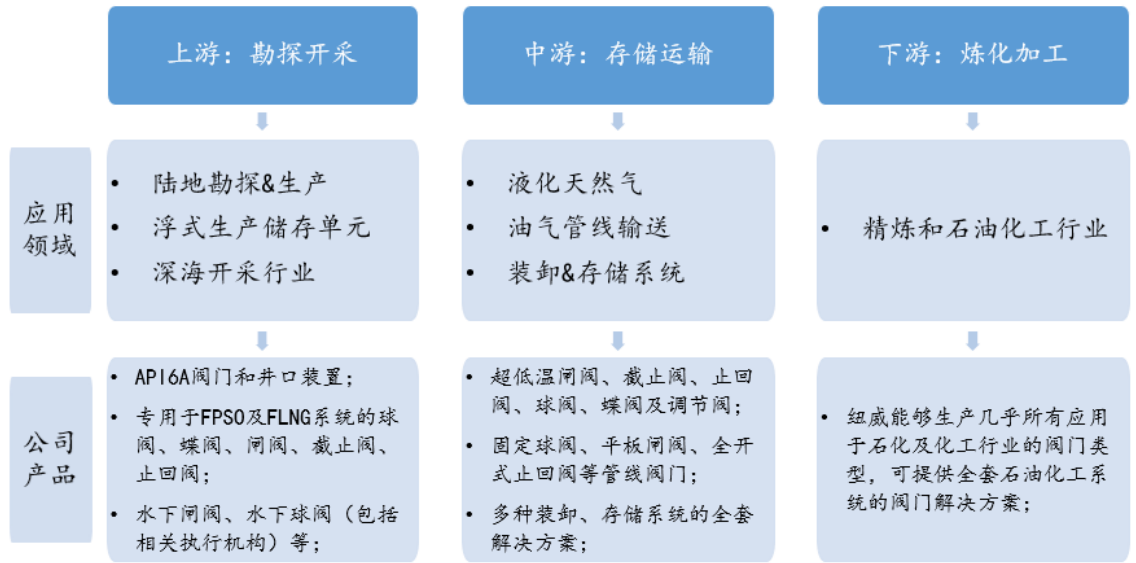 上游：勘探开采
中游：存储运输
下游：炼化加工
应用
领域
• 陆地勘探&生产
• 浮式生产储存单元
• 深海开采行业
• 液化天然气
• 油气管线输送
• 装卸&存储系统
• 精炼和石油化工行业
公司
产品
• API6A阀门和井口装置；
• 专用于FPSO及FLNG系统的球
阀、蝶阀、闸阀、截止阀、
止回阀；
• 水下闸阀、水下球阀（包括
相关执行机构）等；
• 超低温闸阀、截止阀、止回
阀、球阀、蝶阀及调节阀；
• 固定球阀、平板闸阀、全开
式止回阀等管线阀门；
• 多种装卸、存储系统的全套
解决方案；
• 纽威能够生产几乎所有应用
于石化及化工行业的阀门类
型，可提供全套石油化工系
统的阀门解决方案；